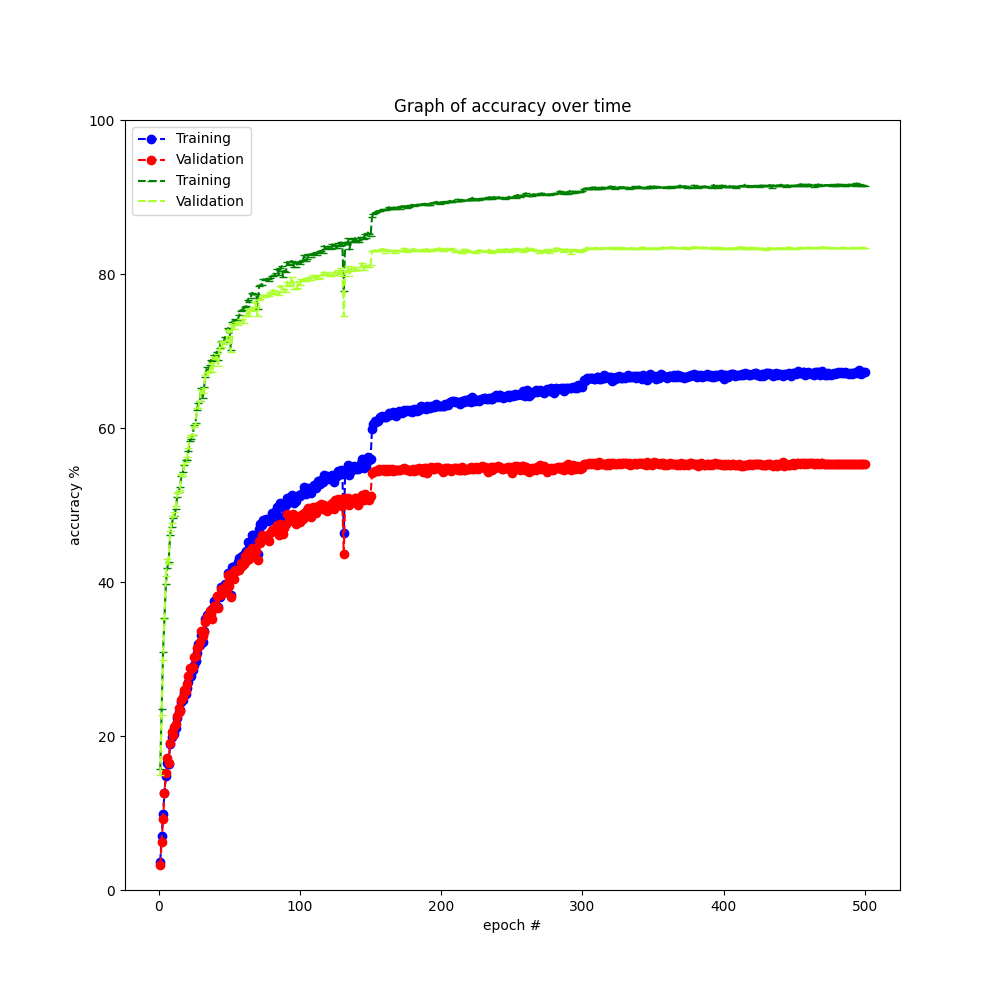 Graph of accuracy over time
Training
Validation
Training
Validation
100
80
60
40
20
0
accuracy %
0 100 200 300 400 500
epoch #